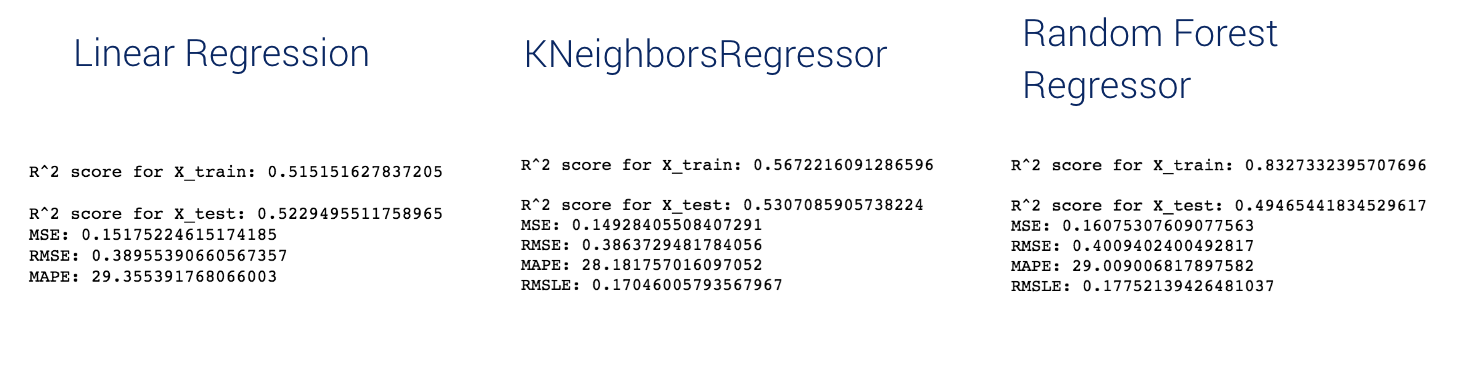 Linear Regression
R^2 score for X_train: 0.515151627837205
R^2 score for X_test: 0.5229495511758965
MSE: 0.15175224615174185
RMSE: 0.38955390660567357
MAPE: 29.355391768066003
KNeighborsRegressor
R^2 score for X_train: 0.5672216091286596
R^2 score for X_test: 0.5307085905738224
MSE: 0.14928405508407291
RMSE: 0.3863729481784056
MAPE: 28.181757016097052
RMSLE: 0.17046005793567967
Random Forest
Regressor
R^2 score for X_train: 0.8327332395707696
R^2 score for X_test: 0.49465441834529617
MSE: 0.16075307609077563
RMSE: 0.4009402400492817
MAPE: 29.009006817897582
RMSLE: 0.17752139426481037